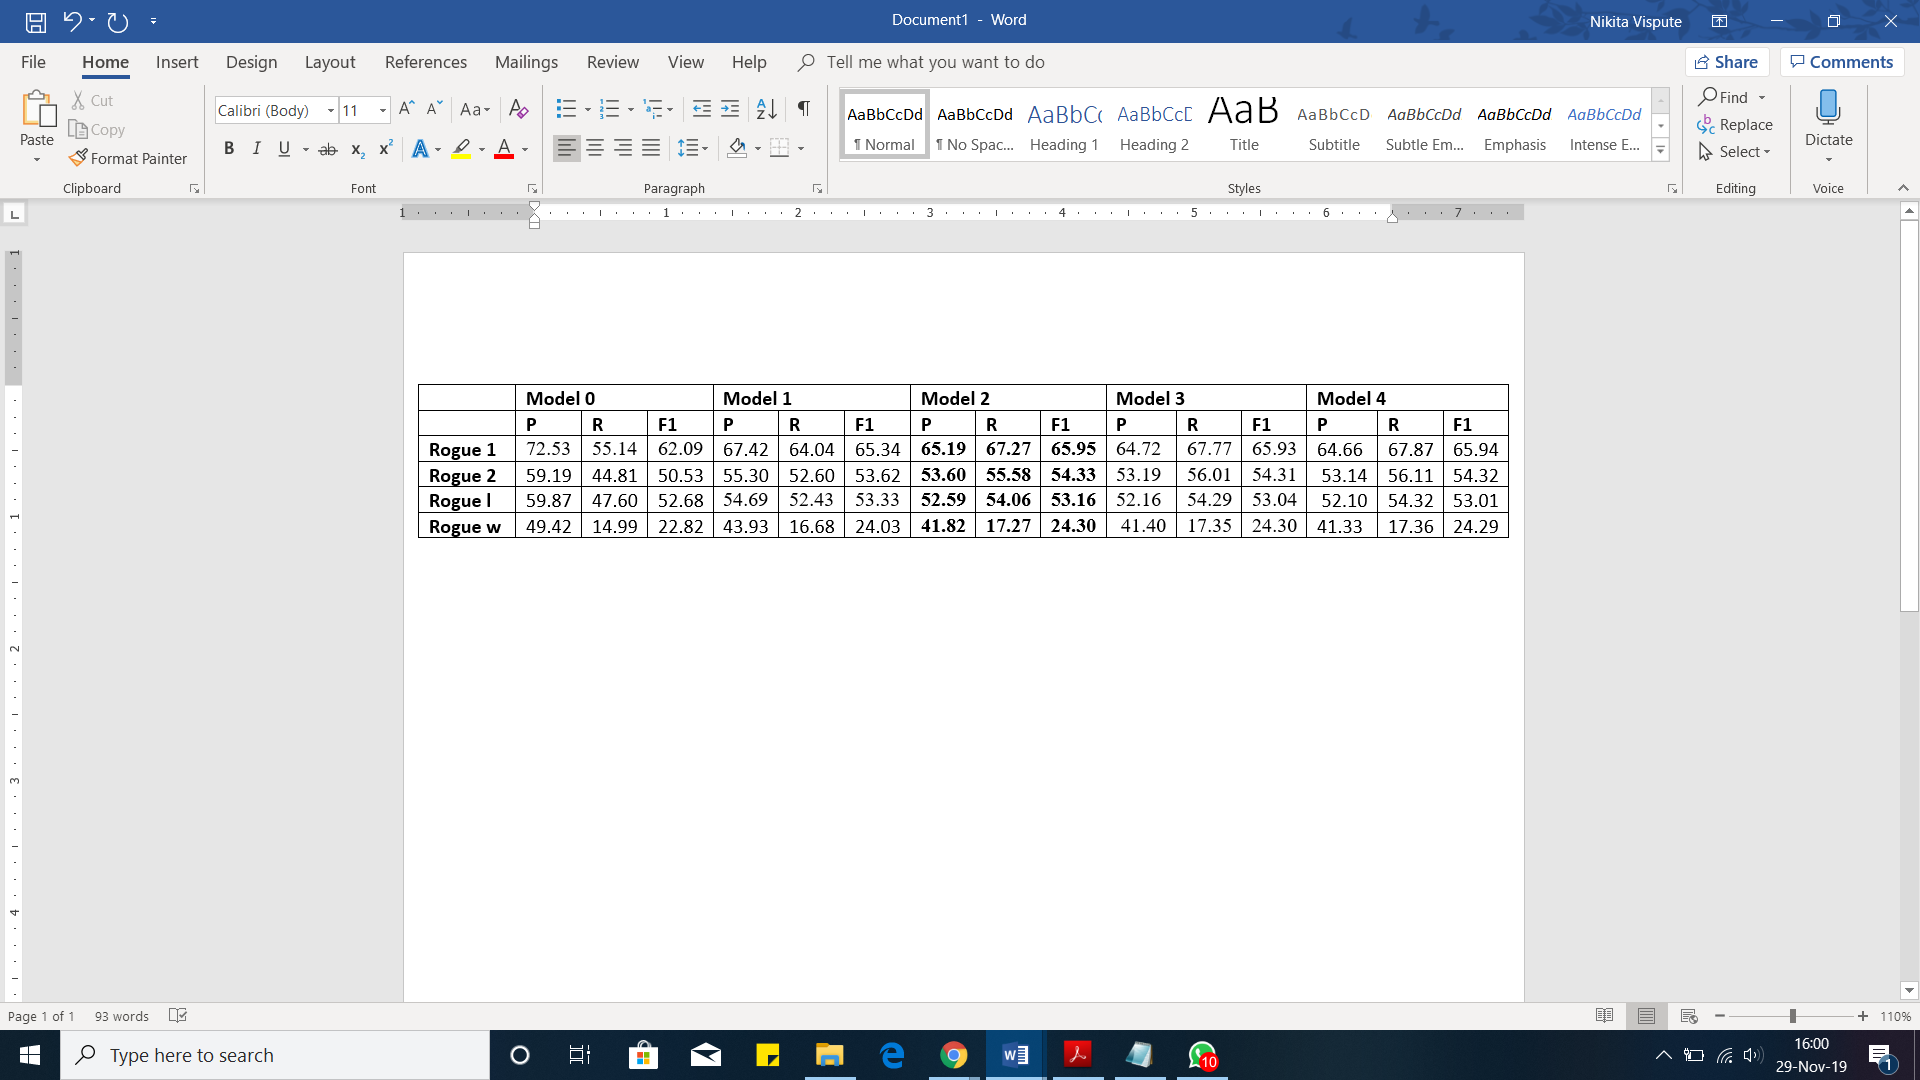 Document1 - Word
Nikita Vispute
File Home Insert Design Layout References Mailings Review View Help Tell me what you want to do Share Comments
Paste
Cut
Copy
Format Painter
Clipboard
Calibri (Body) 11
Font
Paragraph
AaBbCcDd AaBbCcDd AaBbCc AaBbCcE AaB AaBbCcD AaBbCcDd AaBbCcDd AaBbCcDd
¶ Normal ¶ No Spac... Heading 1 Heading 2 Title Subtitle Subtle Em... Emphasis Intense E...
Styles
Find
Replace
Select
Editing
Dictate
Voice
1 1 2 3 4 5 6 7
Model 0 Model 1 Model 2 Model 3 Model 4
P R F1 P R F1 P R F1 P R F1 P R F1
Rogue 1 72.53 55.14 62.09 67.42 64.04 65.34 65.19 67.27 65.95 64.72 67.77 65.93 64.66 67.87 65.94
Rogue 2 59.19 44.81 50.53 55.30 52.60 53.62 53.60 55.58 54.33 53.19 56.01 54.31 53.14 56.11 54.32
Rogue l 59.87 47.60 52.68 54.69 52.43 53.33 52.59 54.06 53.16 52.16 54.29 53.04 52.10 54.32 53.01
Rogue w 49.42 14.99 22.82 43.93 16.68 24.03 41.82 17.27 24.30 41.40 17.35 24.30 41.33 17.36 24.29
Page 1 of 1 93 words 110%
Type here to search
10
16:00
29-Nov-19
1